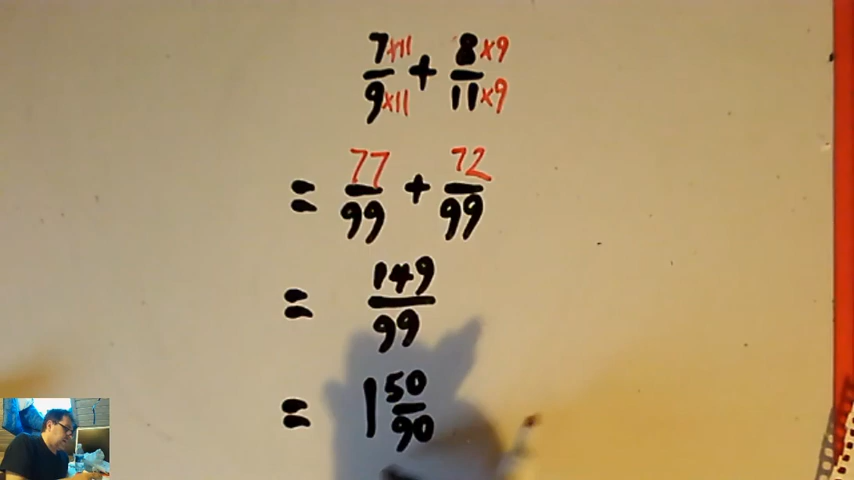 7×11/9×11 + 8×9/11×9
= 77/99 + 72/99
= 149/99
= 1 50/90